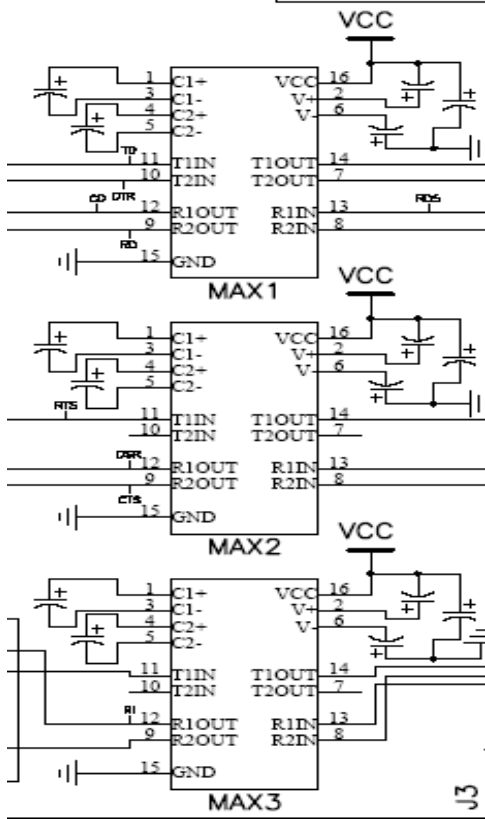 VCC
1 C1+ VCC 16
3 C1- V+ 2
4 C2+ V- 6
5 C2-
TD
11 T1IN T1OUT 14
10 T2IN T2OUT 7
CD DTR RDS
12 R1OUT R1IN 13
9 R2OUT R2IN 8
RD
15 GND
MAX1
VCC
1 C1+ VCC 16
3 C1- V+ 2
4 C2+ V- 6
5 C2-
RTS
11 T1IN T1OUT 14
10 T2IN T2OUT 7
DSR
12 R1OUT R1IN 13
9 R2OUT R2IN 8
CTS
15 GND
MAX2
VCC
1 C1+ VCC 16
3 C1- V+ 2
4 C2+ V- 6
5 C2-
11 T1IN T1OUT 14
10 T2IN T2OUT 7
RI
12 R1OUT R1IN 13
9 R2OUT R2IN 8
15 GND
MAX3
J3